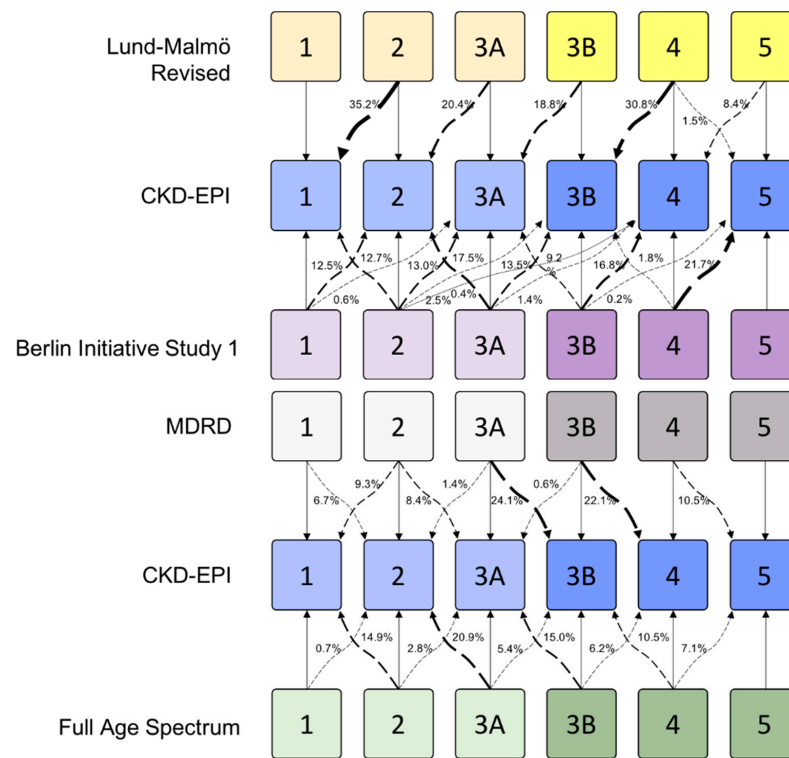 Lund-Malmö
Revised
1 2 3A 3B 4 5
35.2% 20.4% 18.8% 30.8% 1.5% 8.4%
CKD-EPI
1 2 3A 3B 4 5
12.5% 12.7% 13.0% 17.5% 13.5% 9.2
% 16.8% 1.8% 21.7%
0.6% 2.5% 0.4% 1.4% 0.2%
Berlin Initiative Study 1
1 2 3A 3B 4 5
MDRD
1 2 3A 3B 4 5
6.7% 9.3% 8.4% 1.4% 24.1% 0.6% 22.1% 10.5%
CKD-EPI
1 2 3A 3B 4 5
0.7% 14.9% 2.8% 20.9% 5.4% 15.0% 6.2% 10.5% 7.1%
Full Age Spectrum
1 2 3A 3B 4 5